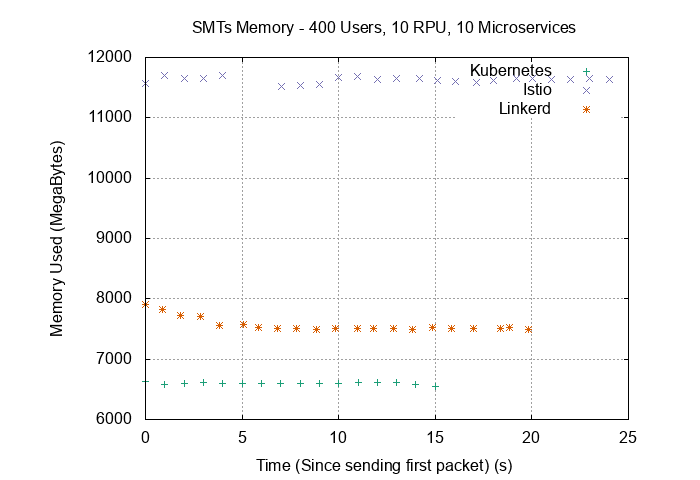 SMTs Memory - 400 Users, 10 RPU, 10 Microservices
12000
11000
10000
9000
8000
7000
6000
Memory Used (MegaBytes)
Kubernetes
Istio
Linkerd
0 5 10 15 20 25
Time (Since sending first packet) (s)